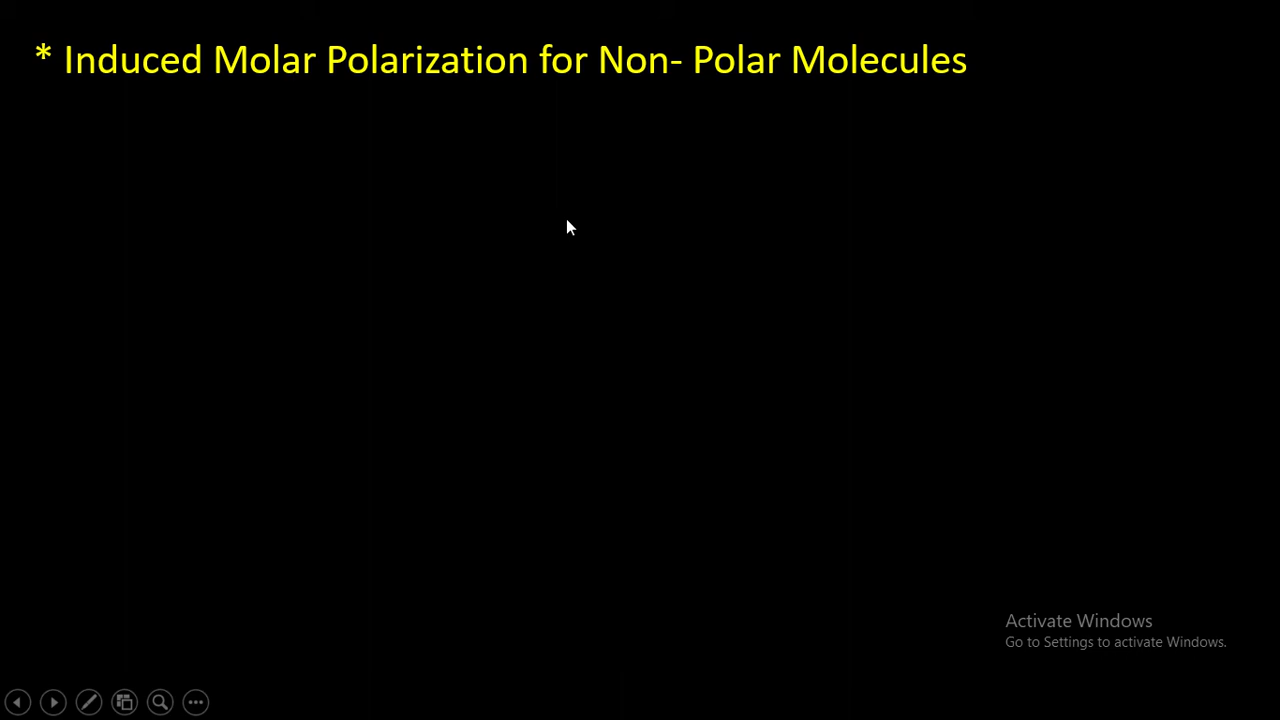 * Induced Molar Polarization for Non- Polar Molecules
Activate Windows
Go to Settings to activate Windows.